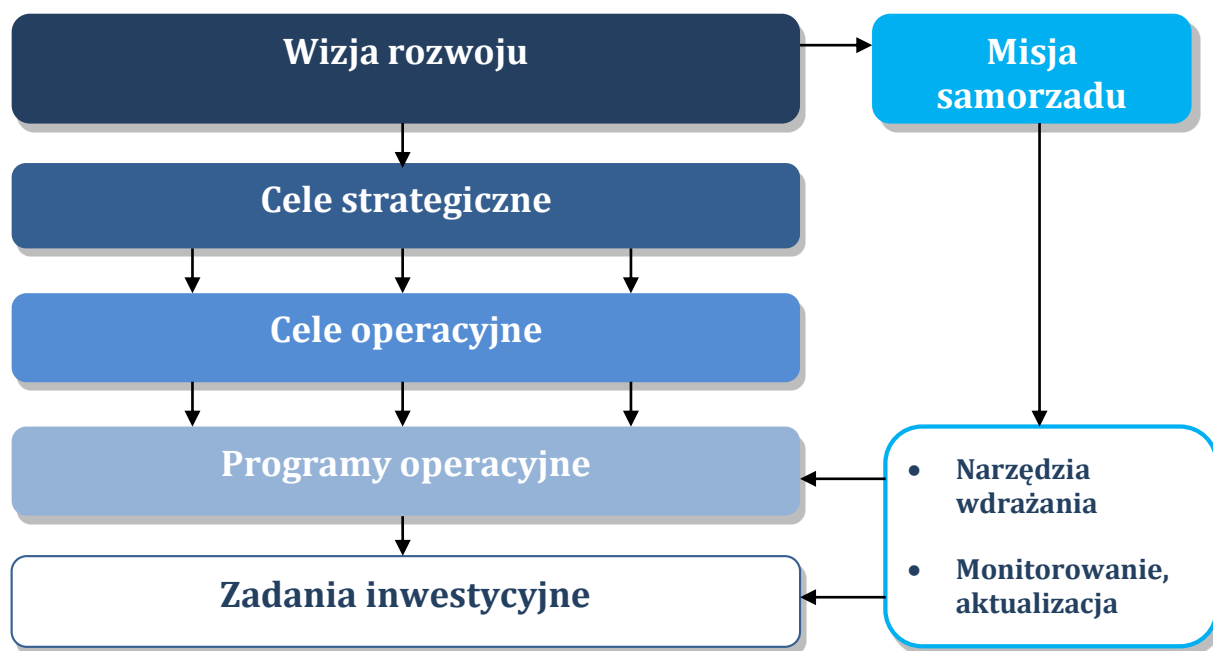 Wizja rozwoju
Misja
samorzadu
Cele strategiczne
Cele operacyjne
Programy operacyjne
Zadania inwestycyjne
• Narzędzia
wdrażania
• Monitorowanie,
aktualizacja